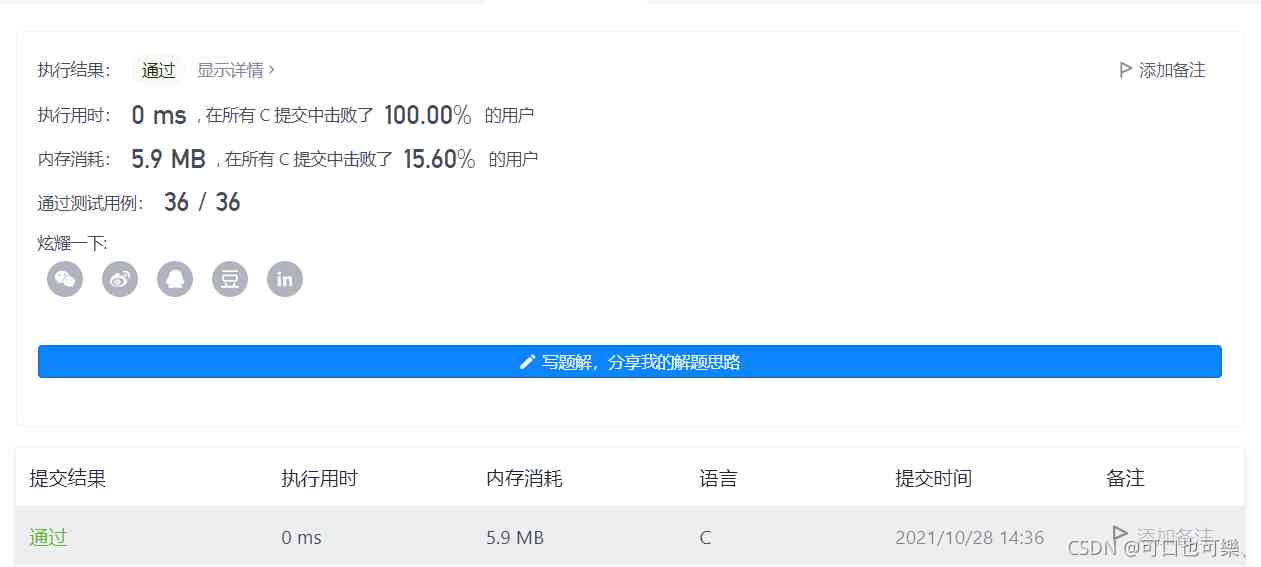 执行结果： 通过 显示详情 > 添加备注
执行用时： 0 ms , 在所有 C 提交中击败了 100.00% 的用户
内存消耗： 5.9 MB , 在所有 C 提交中击败了 15.60% 的用户
通过测试用例： 36 / 36
炫耀一下:
豆 in
写题解，分享我的解题思路
提交结果 执行用时 内存消耗 语言 提交时间 备注
通过 0 ms 5.9 MB C 2021/10/28 14:36 添加备注
CSDN @可口也可樂、